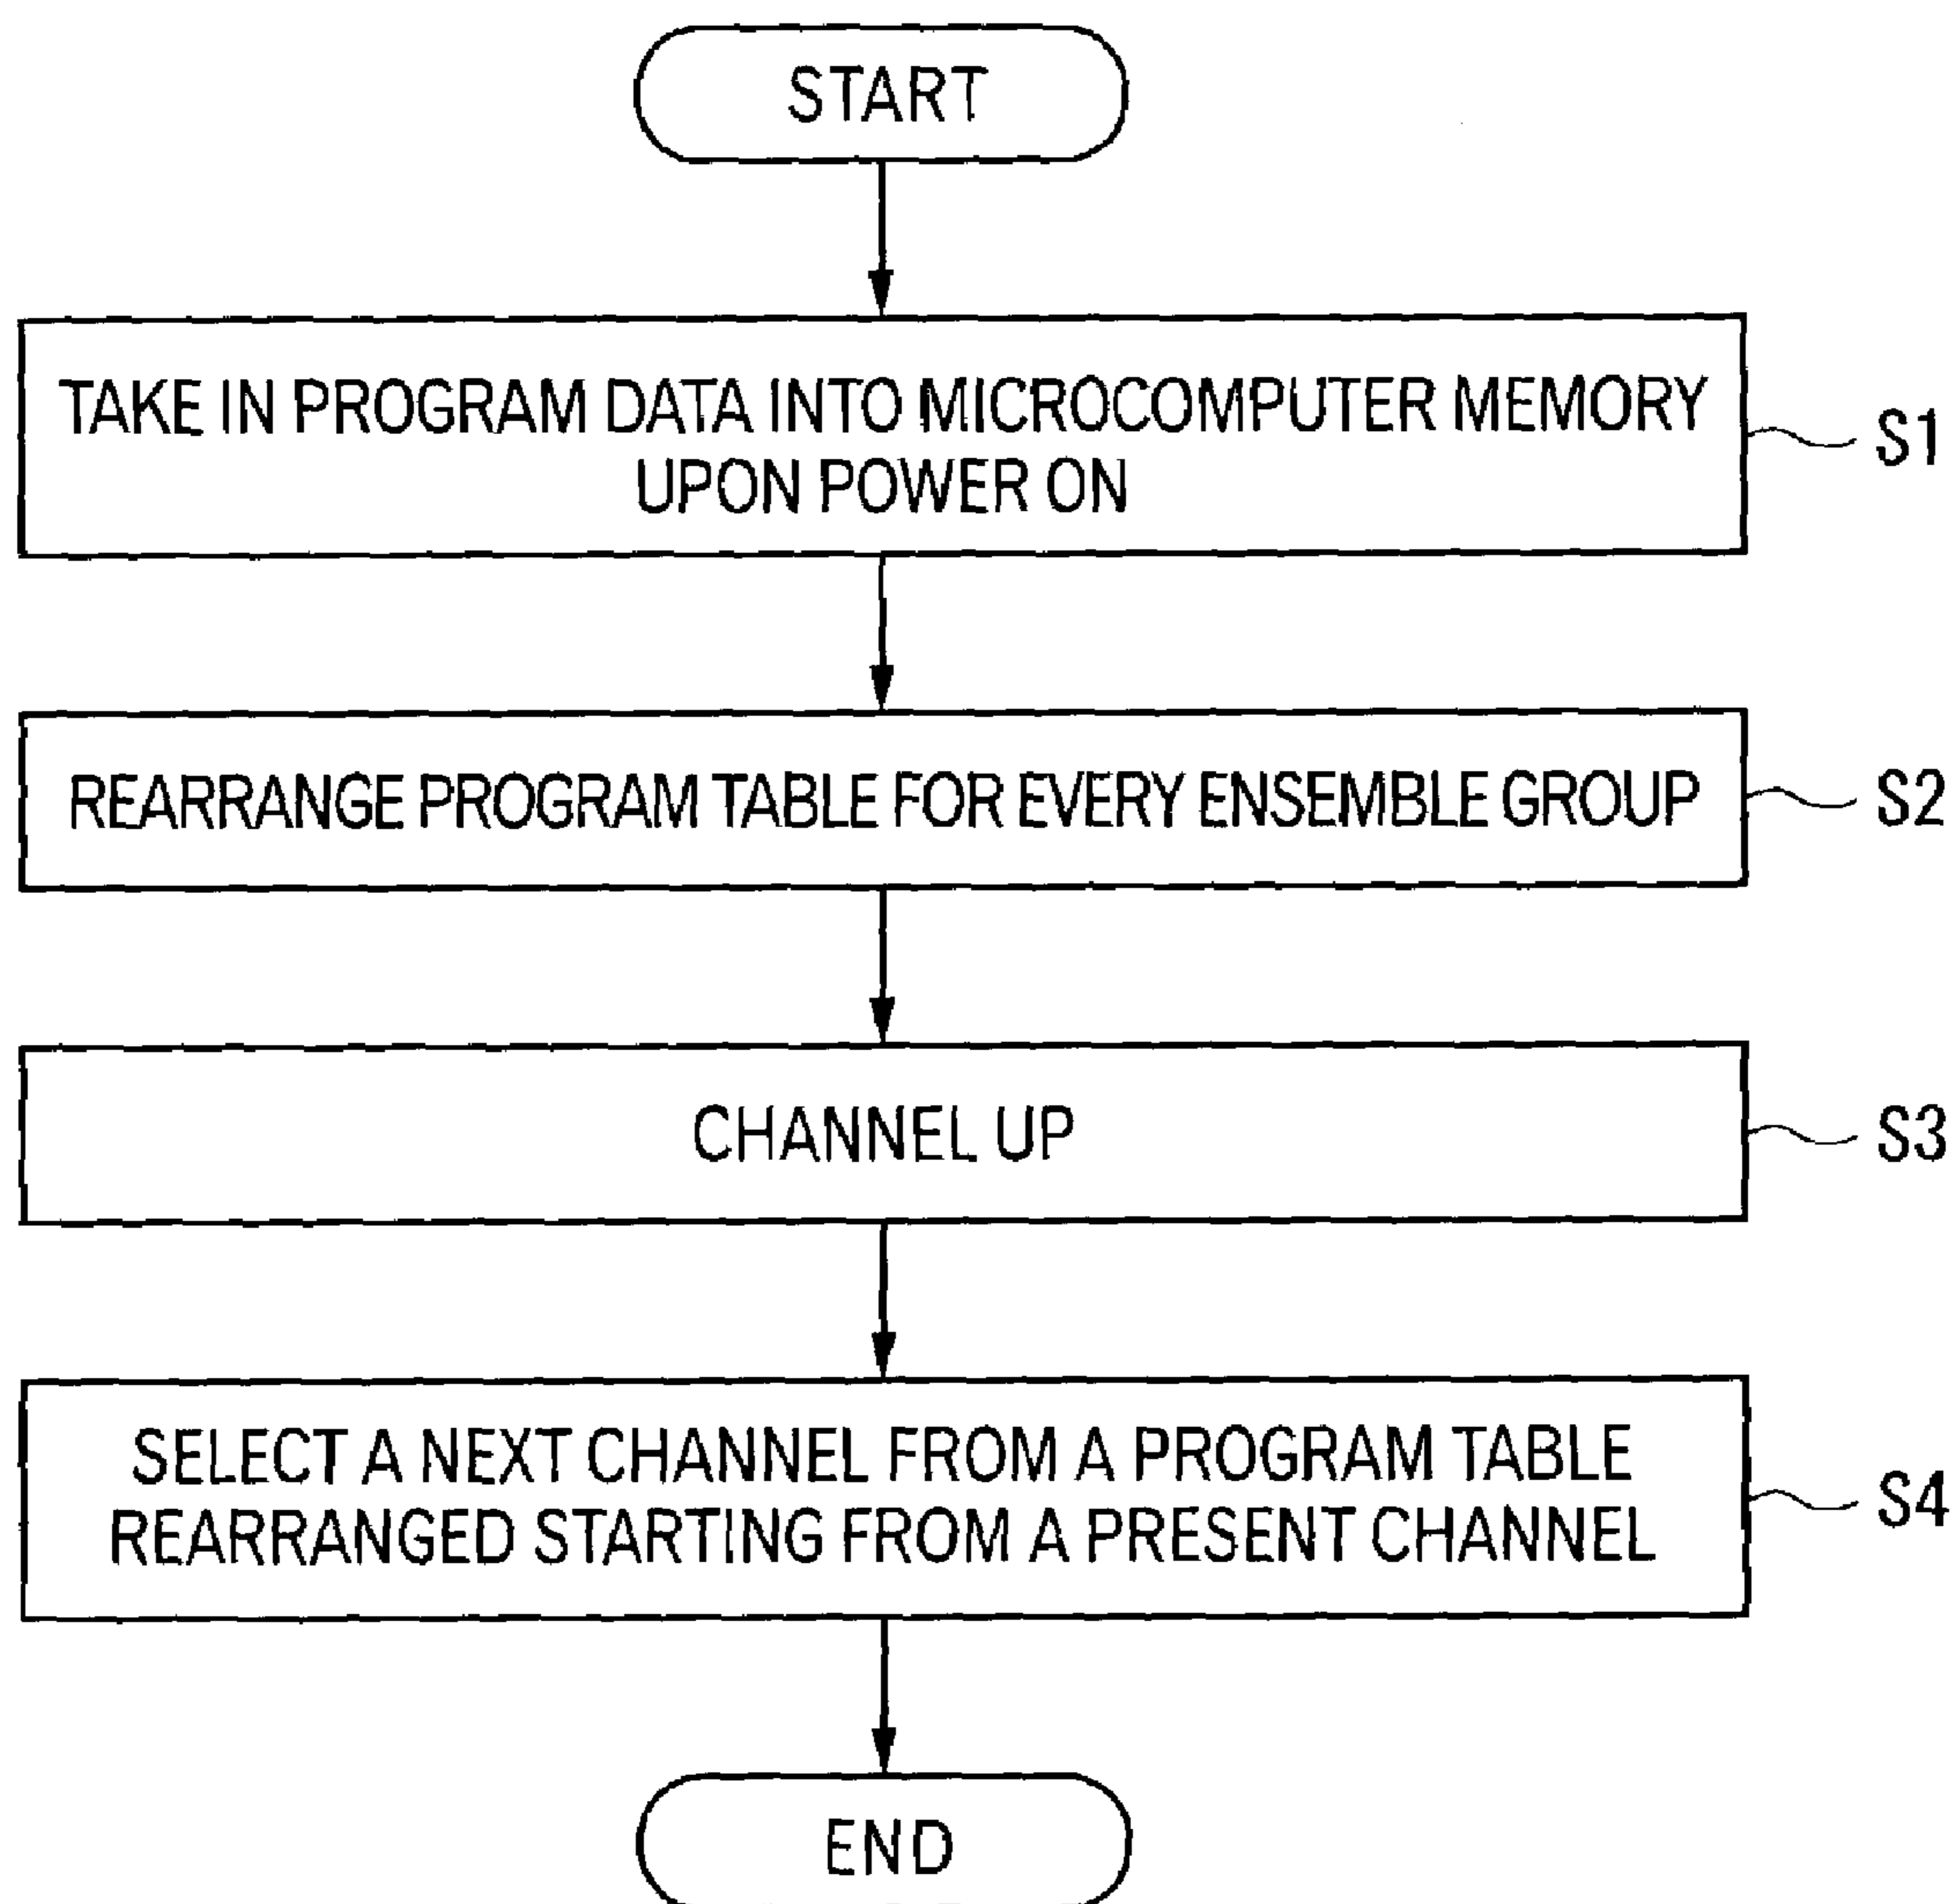 START
TAKE IN PROGRAM DATA INTO MICROCOMPUTER MEMORY
UPON POWER ON
S1
REARRANGE PROGRAM TABLE FOR EVERY ENSEMBLE GROUP
S2
CHANNEL UP
S3
SELECT A NEXT CHANNEL FROM A PROGRAM TABLE
REARRANGED STARTING FROM A PRESENT CHANNEL
S4
END